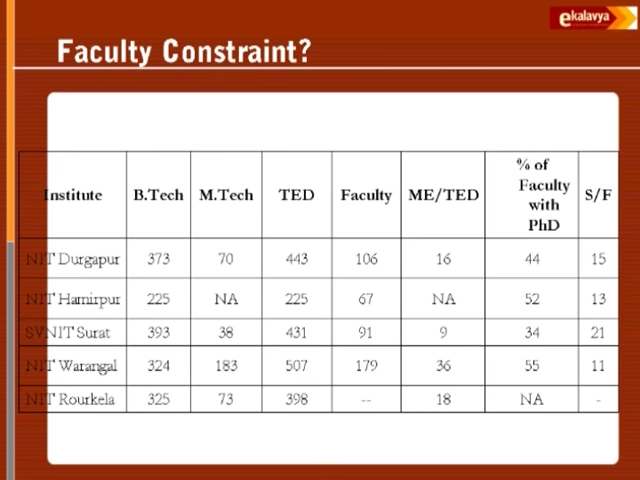 ekalavya
Faculty Constraint?
Institute B.Tech M.Tech TED Faculty ME/TED % of Faculty with PhD S/F
NIT Durgapur 373 70 443 106 16 44 15
NIT Hamirpur 225 NA 225 67 NA 52 13
SVNIT Surat 393 38 431 91 9 34 21
NIT Warangal 324 183 507 179 36 55 11
NIT Rourkela 325 73 398 -- 18 NA -